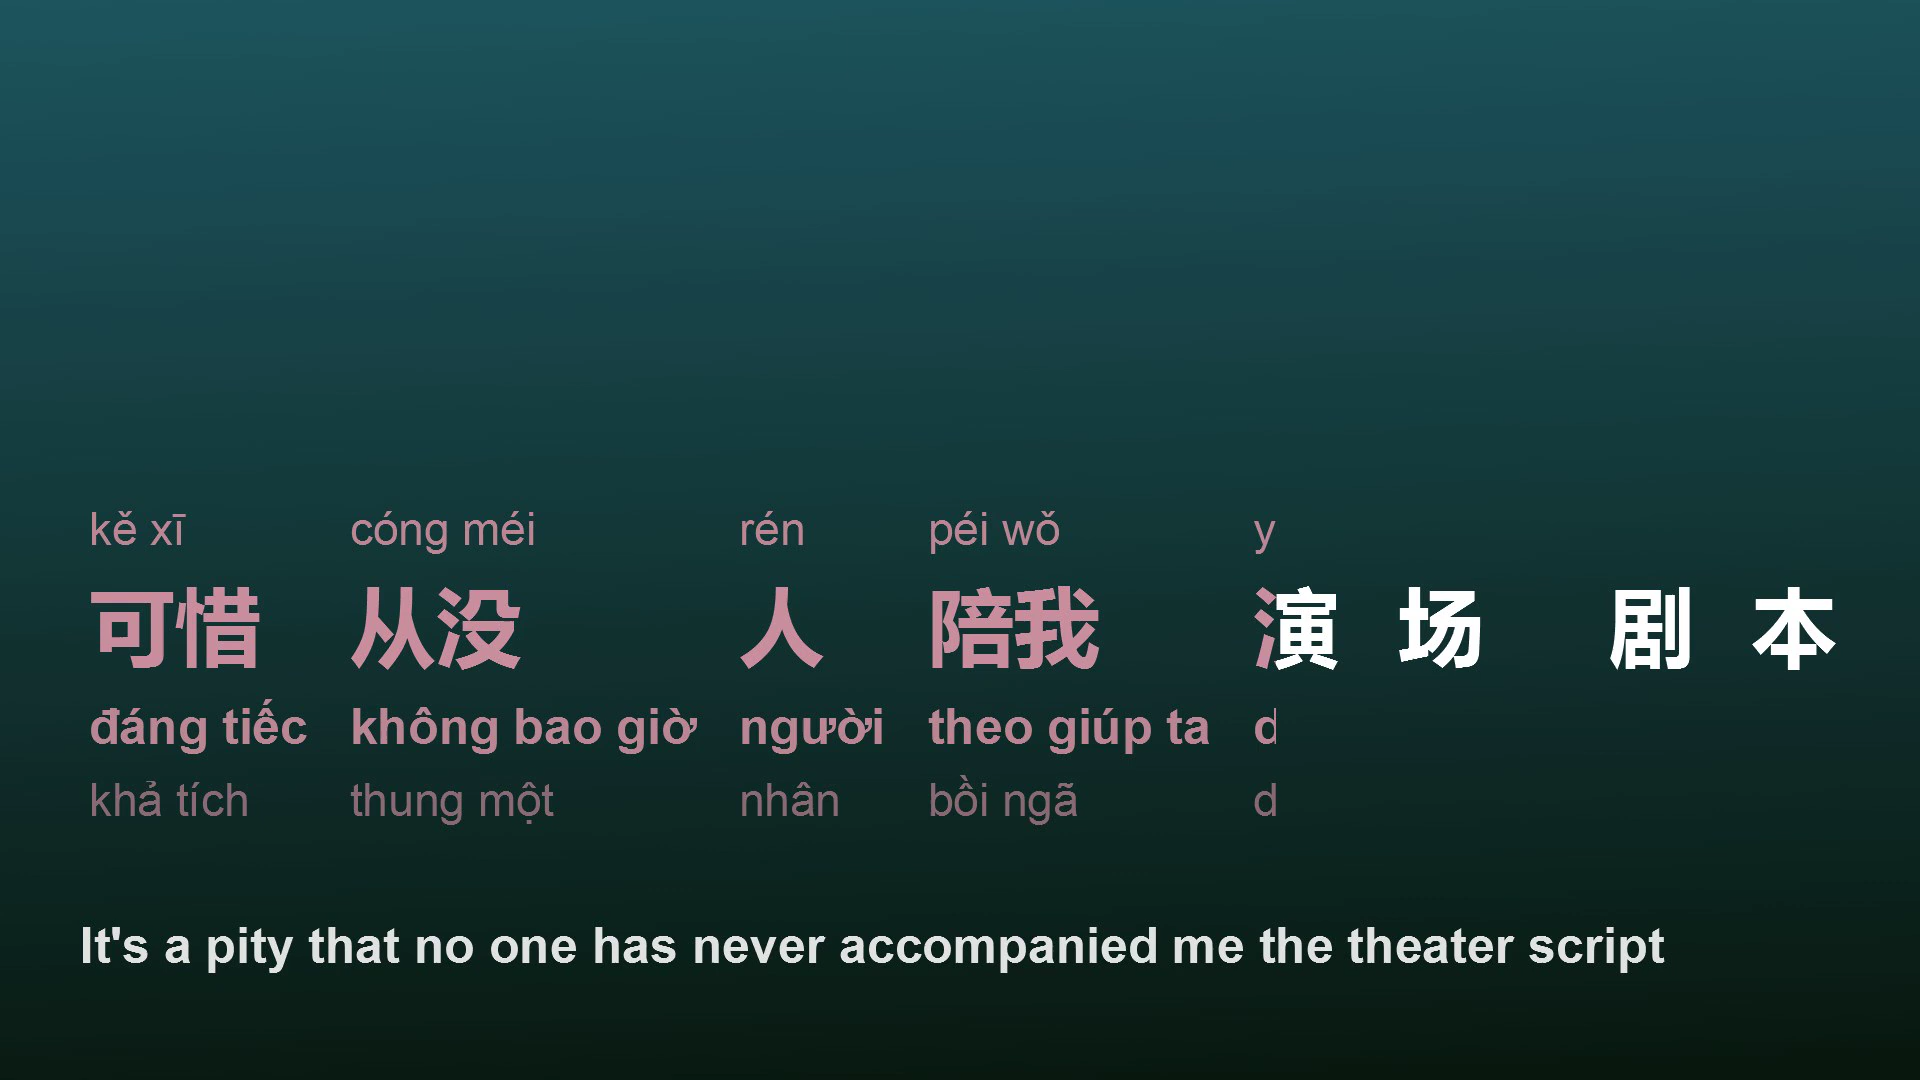 kě xī cóng méi rén péi wǒ y
可惜 从没 人 陪我 演 场 剧 本
đáng tiếc không bao giờ người theo giúp ta d
khả tích thung một nhân bồi ngã d
It's a pity that no one has never accompanied me the theater script